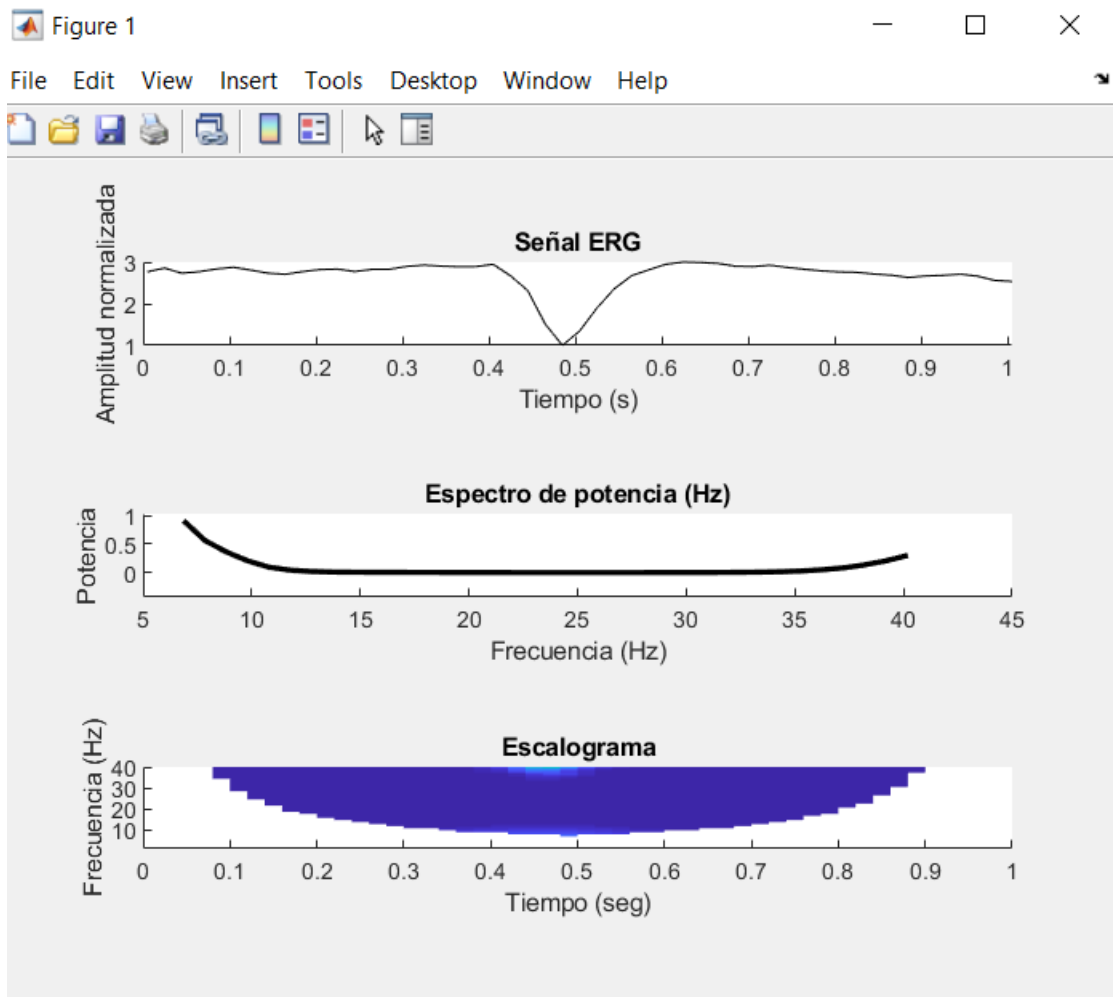 Figure 1
File Edit View Insert Tools Desktop Window Help
Señal ERG
Amplitud normalizada
3
2
1
0 0.1 0.2 0.3 0.4 0.5 0.6 0.7 0.8 0.9 1
Tiempo (s)
Espectro de potencia (Hz)
Potencia
1
0.5
0
5 10 15 20 25 30 35 40 45
Frecuencia (Hz)
Escalograma
Frecuencia (Hz)
40
30
20
10
0 0.1 0.2 0.3 0.4 0.5 0.6 0.7 0.8 0.9 1
Tiempo (seg)